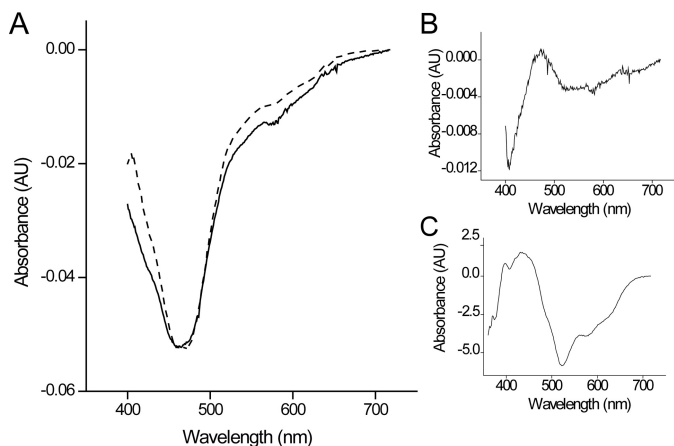 A
0.00
-0.02
-0.04
-0.06
Absorbance (AU)
400
500
600
700
Wavelength (nm)
B
0.000
-0.004
-0.008
-0.012
Absorbance (AU)
400
500
600
700
Wavelength (nm)
C
2.5
0.0
-2.5
-5.0
Absorbance (AU)
400
500
600
700
Wavelength (nm)